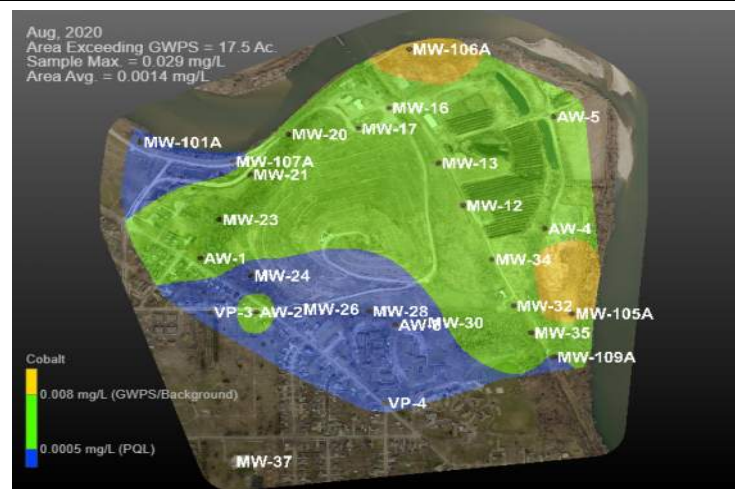 Aug, 2020
Area Exceeding GWPS = 17.5 Ac.
Sample Max. = 0.029 mg/L
Area Avg. = 0.0014 mg/L
MW-106A
MW-16
AW-5
MW-20
MW-17
MW-101A
MW-107A
MW-13
MW-21
MW-12
MW-23
AW-4
AW-1
MW-34
MW-24
VP-3
AW-2
MW-26
MW-28
MW-32
MW-105A
AW-6
MW-30
MW-35
MW-109A
Cobalt
0.008 mg/L (GWPS/Background)
VP-4
0.0005 mg/L (PQL)
MW-37